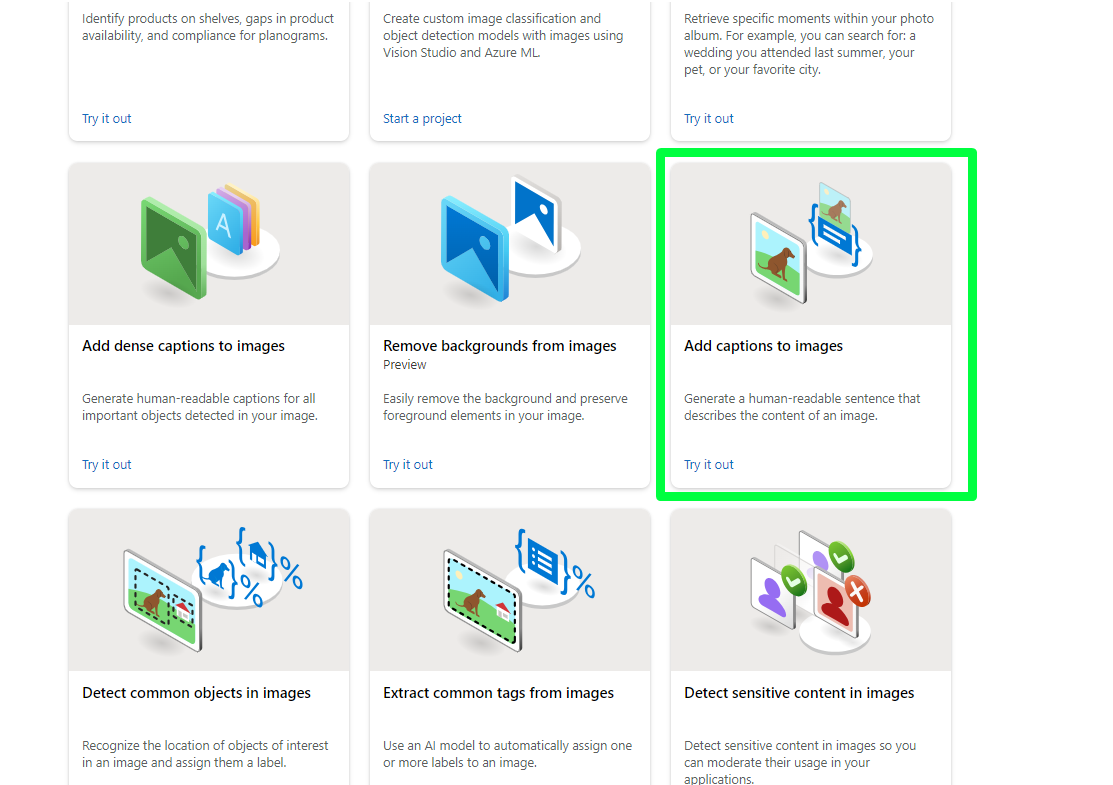 Identify products on shelves, gaps in product
availability, and compliance for planograms.
Try it out
Create custom image classification and
object detection models with images using
Vision Studio and Azure ML.
Start a project
Retrieve specific moments within your photo
album. For example, you can search for: a
wedding you attended last summer, your
pet, or your favorite city.
Try it out
A
Add dense captions to images
Generate human-readable captions for all
important objects detected in your image.
Try it out
Remove backgrounds from images
Preview
Easily remove the background and preserve
foreground elements in your image.
Try it out
Add captions to images
Generate a human-readable sentence that
describes the content of an image.
Try it out
{ } { } % %
Detect common objects in images
Recognize the location of objects of interest
in an image and assign them a label.
{ } %
Extract common tags from images
Use an AI model to automatically assign one
or more labels to an image.
Detect sensitive content in images
Detect sensitive content in images so you
can moderate their usage in your
applications.